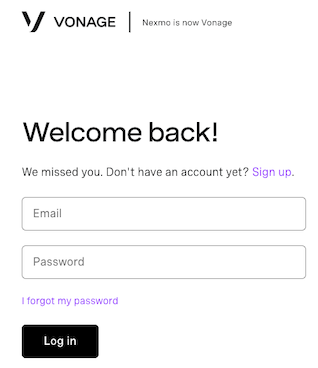 VONAGE | Nexmo is now Vonage
Welcome back!
We missed you. Don't have an account yet? Sign up.
Email
Password
I forgot my password
Log in